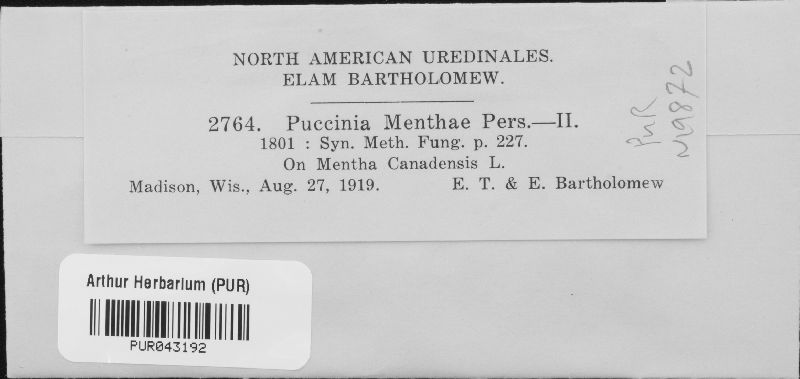 NORTH AMERICAN UREDINALES.
ELAM BARTHOLOMEW.
2764. Puccinia Menthae Pers.—II.
1801 : Syn. Meth. Fung. p. 227.
On Mentha Canadensis L.
Madison, Wis., Aug. 27, 1919. E. T. & E. Bartholomew
PUR
N19872
Arthur Herbarium (PUR)
PUR043192